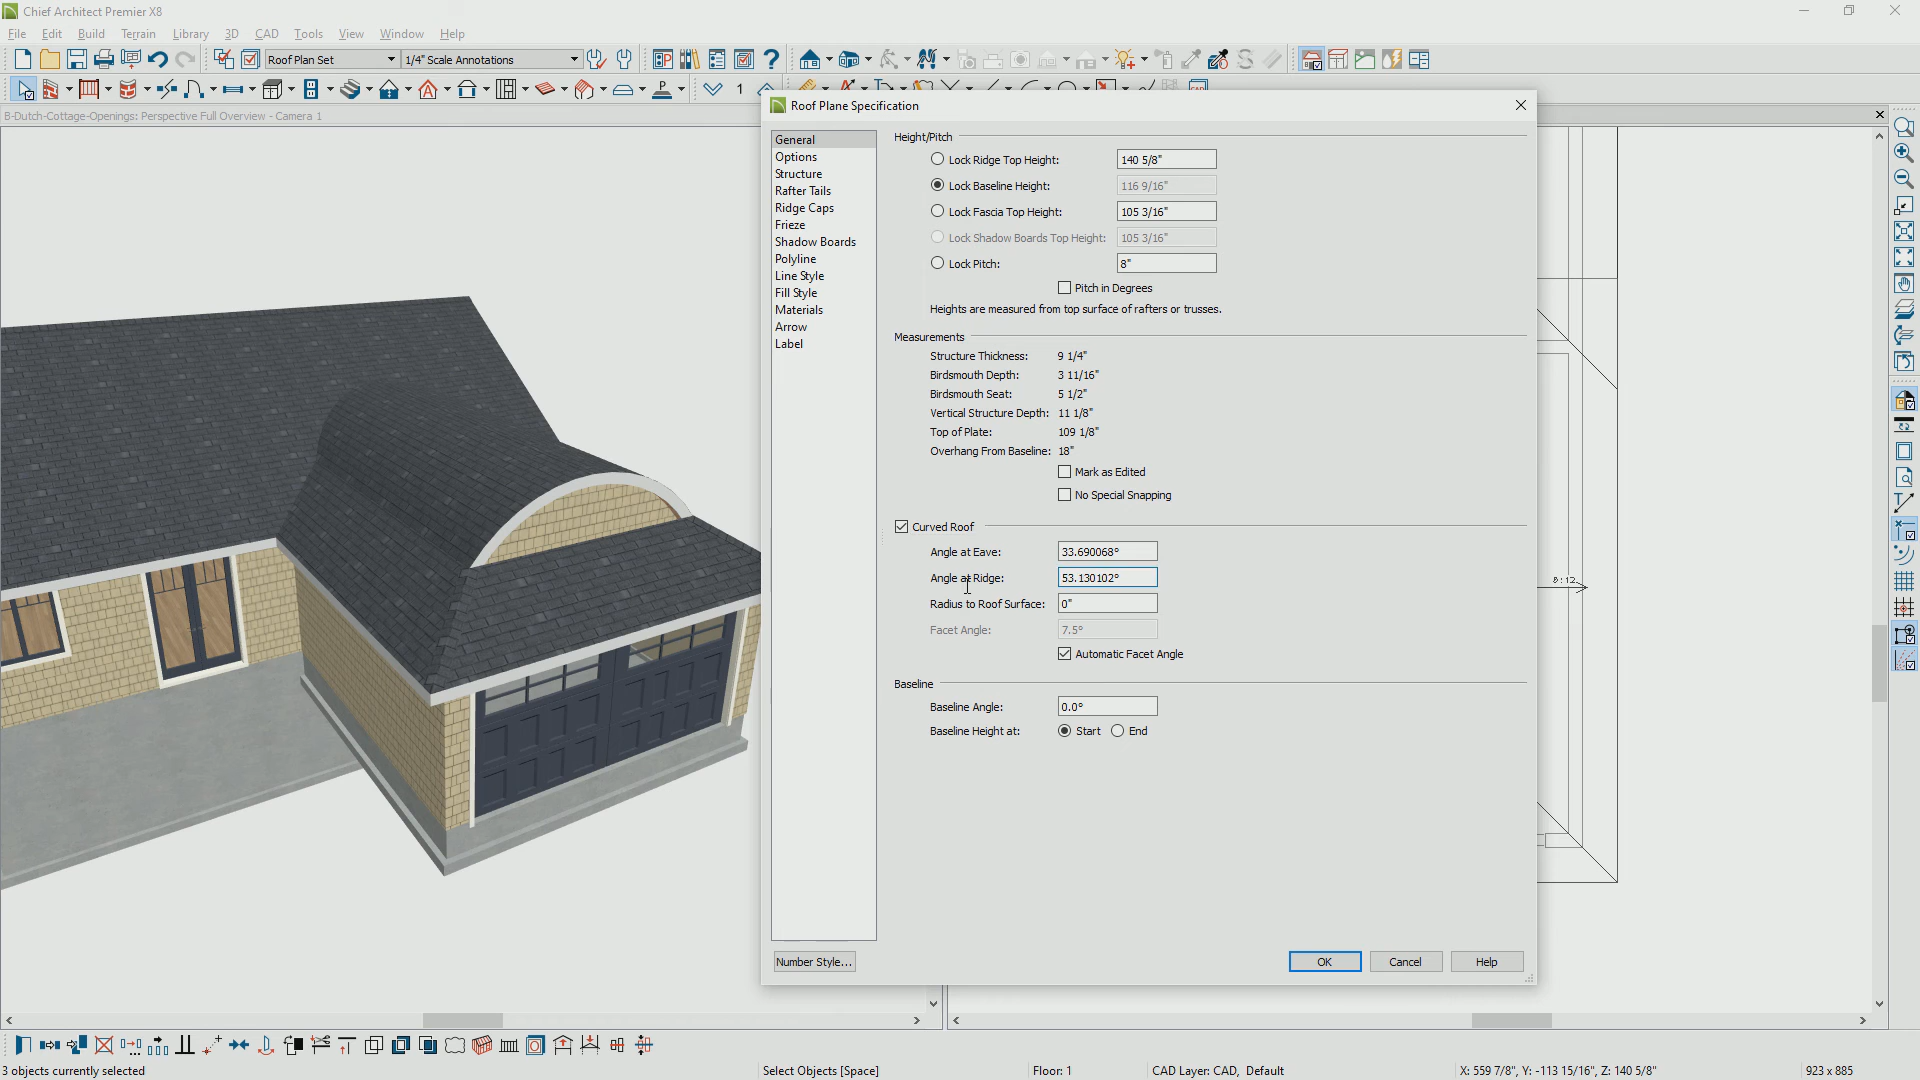 Chief Architect Premier X8
File Edit Build Terrain Library 3D CAD Tools View Window Help
Roof Plan Set 1/4" Scale Annotations
1
B-Dutch-Cottage-Openings: Perspective Full Overview - Camera 1
Roof Plane Specification
General
Options
Structure
Rafter Tails
Ridge Caps
Frieze
Shadow Boards
Polyline
Line Style
Fill Style
Materials
Arrow
Label
Height/Pitch
Lock Ridge Top Height: 140 5/8"
Lock Baseline Height: 116 9/16"
Lock Fascia Top Height: 105 3/16"
Lock Shadow Boards Top Height: 105 3/16"
Lock Pitch: 8"
Pitch in Degrees
Heights are measured from top surface of rafters or trusses.
Measurements
Structure Thickness: 9 1/4"
Birdsmouth Depth: 3 11/16"
Birdsmouth Seat: 5 1/2"
Vertical Structure Depth: 11 1/8"
Top of Plate: 109 1/8"
Overhang From Baseline: 18"
Mark as Edited
No Special Snapping
Curved Roof
Angle at Eave: 33.690068°
Angle at Ridge: 53.130102°
Radius to Roof Surface: 0"
Facet Angle: 7.5°
Automatic Facet Angle
Baseline
Baseline Angle: 0.0°
Baseline Height at: Start End
Number Style... OK Cancel Help
8:12
3 objects currently selected Select Objects [Space] Floor: 1 CAD Layer: CAD, Default X: 559 7/8", Y: -113 15/16", Z: 140 5/8" 923 x 885